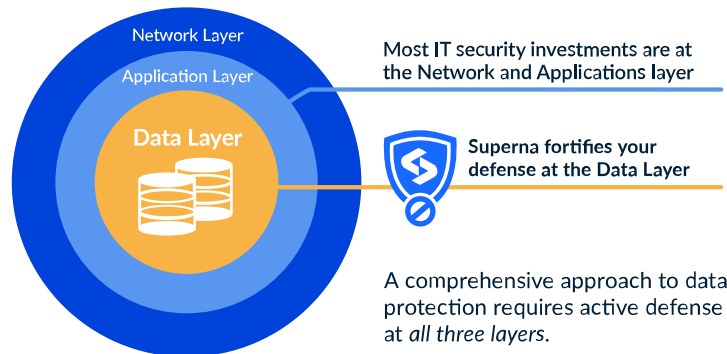 Network Layer
Application Layer
Data Layer
Most IT security investments are at
the Network and Applications layer
Superna fortifies your
defense at the Data Layer
A comprehensive approach to data
protection requires active defense
at all three layers.